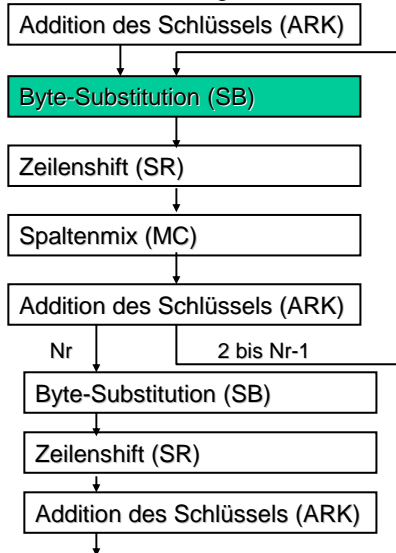 Addition des Schlüssels (ARK)
Byte-Substitution (SB)
Zeilenshift (SR)
Spaltenmix (MC)
Addition des Schlüssels (ARK)
Nr 2 bis Nr-1
Byte-Substitution (SB)
Zeilenshift (SR)
Addition des Schlüssels (ARK)